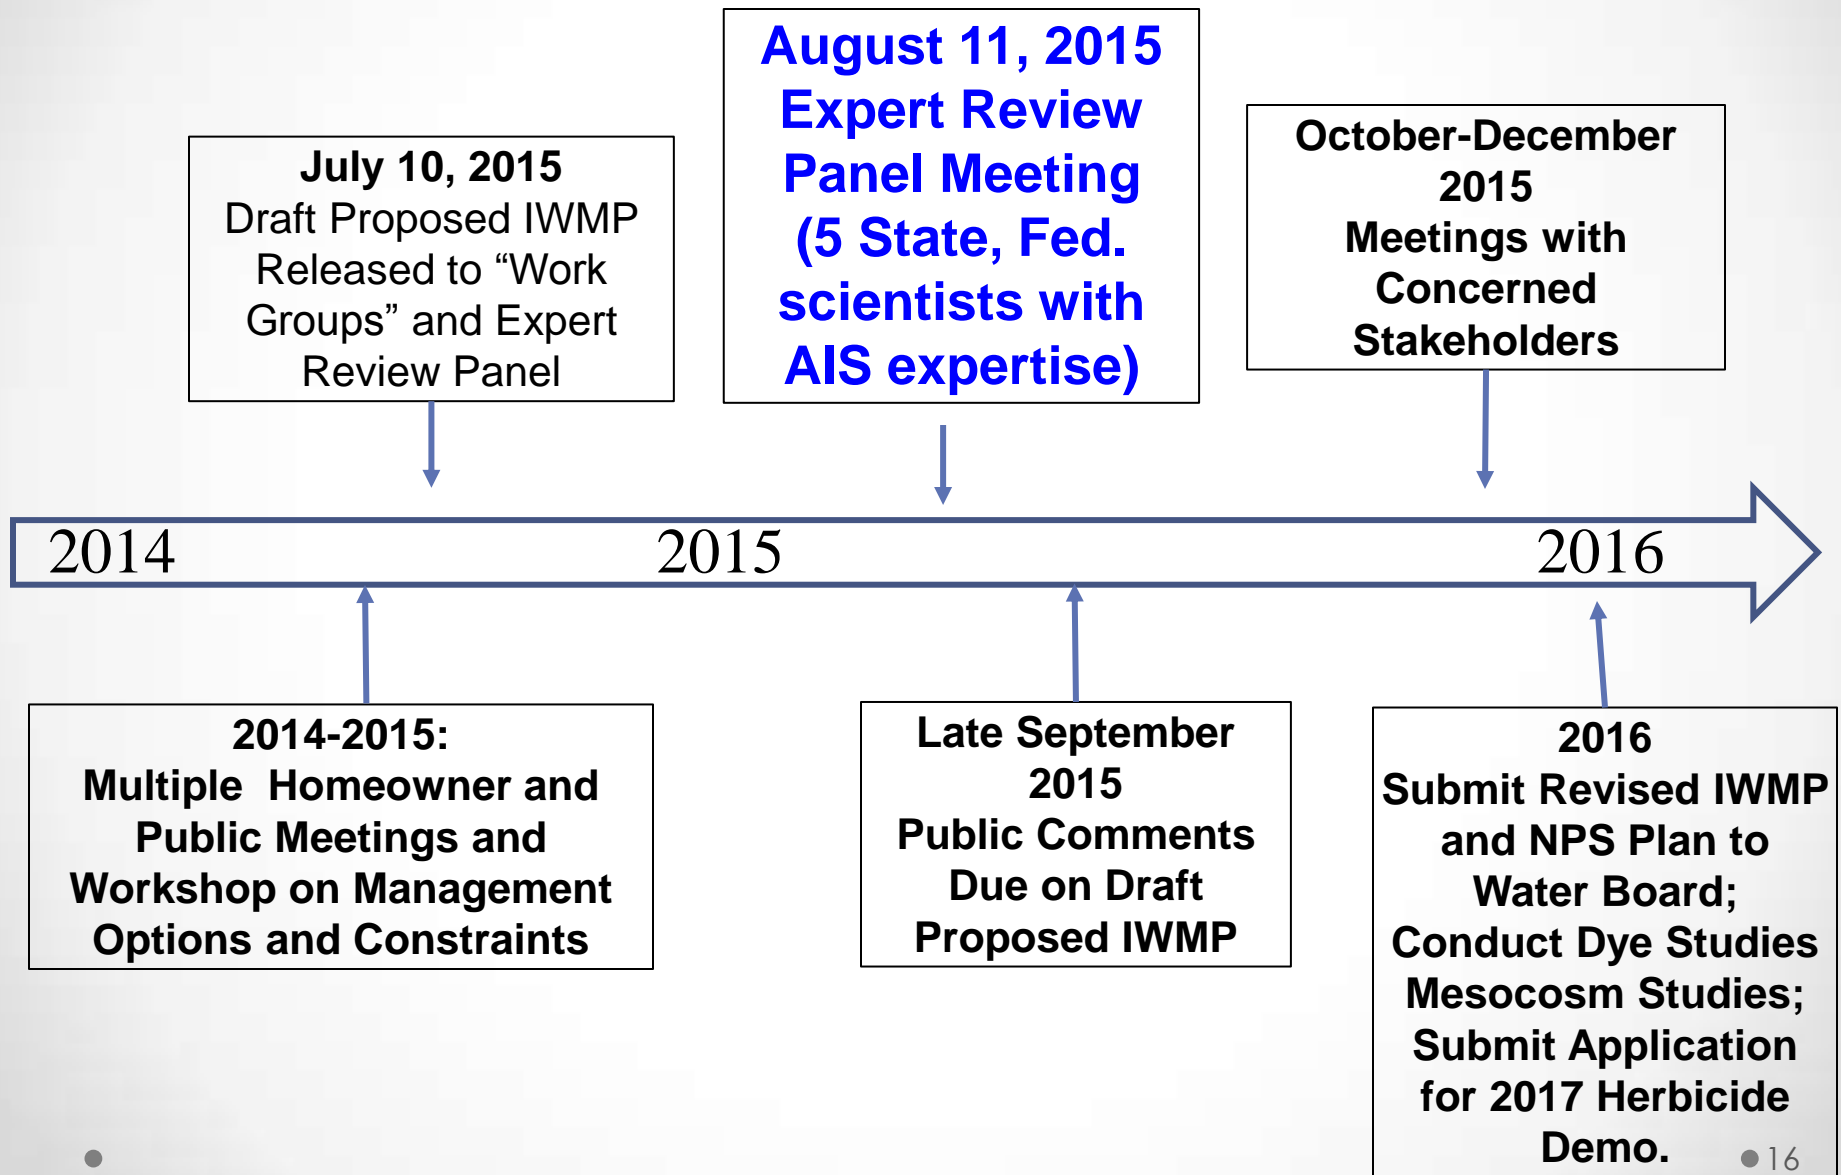 August 11, 2015
Expert Review
Panel Meeting
(5 State, Fed.
scientists with
AIS expertise)
July 10, 2015
Draft Proposed IWMP
Released to “Work
Groups” and Expert
Review Panel
October-December
2015
Meetings with
Concerned
Stakeholders
2014
2015
2016
2014-2015:
Multiple Homeowner and
Public Meetings and
Workshop on Management
Options and Constraints
Late September
2015
Public Comments
Due on Draft
Proposed IWMP
2016
Submit Revised IWMP
and NPS Plan to
Water Board;
Conduct Dye Studies
Mesocosm Studies;
Submit Application
for 2017 Herbicide
Demo.
16